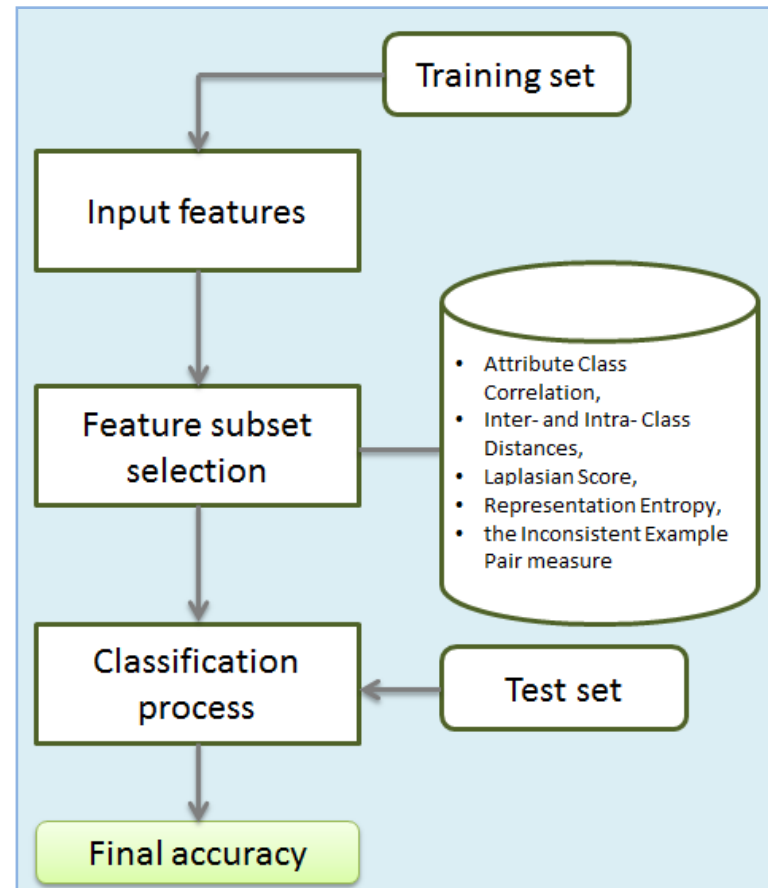 Training set
Input features
Feature subset
selection
• Attribute Class
Correlation,
• Inter- and Intra- Class
Distances,
• Laplasian Score,
• Representation Entropy,
• the Inconsistent Example
Pair measure
Classification
process
Test set
Final accuracy